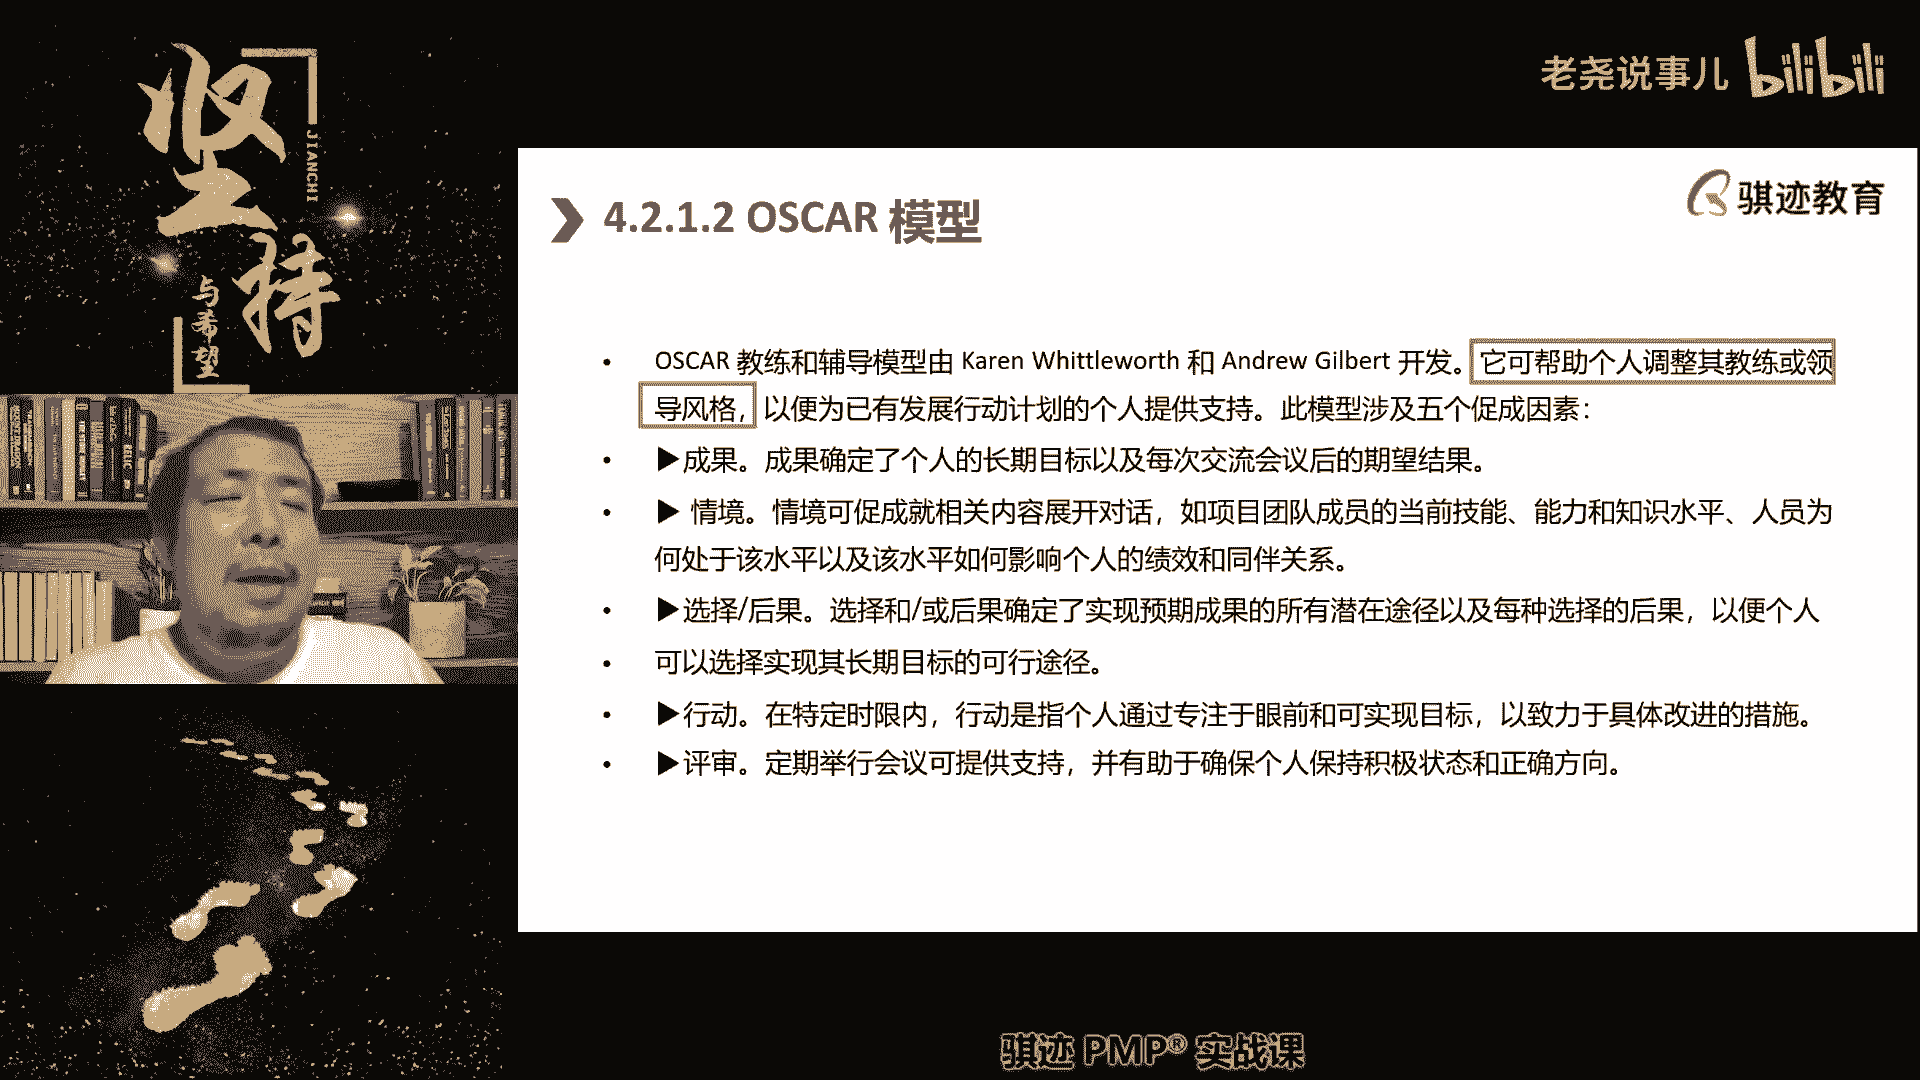 坚持
JIANCHI
与希望
老尧说事儿 bilibili
骐迹教育
4.2.1.2 OSCAR 模型
• OSCAR 教练和辅导模型由 Karen Whittleworth 和 Andrew Gilbert 开发。它可帮助个人调整其教练或领
导风格，以便为已有发展行动计划的个人提供支持。此模型涉及五个促成因素：
• ▶成果。成果确定了个人的长期目标以及每次交流会议后的期望结果。
• ▶ 情境。情境可促成就相关内容展开对话，如项目团队成员的当前技能、能力和知识水平、人员为
何处于该水平以及该水平如何影响个人的绩效和同伴关系。
• ▶选择/后果。选择和/或后果确定了实现预期成果的所有潜在途径以及每种选择的后果，以便个人
• 可以选择实现其长期目标的可行途径。
• ▶行动。在特定时限内，行动是指个人通过专注于眼前和可实现目标，以致力于具体改进的措施。
• ▶评审。定期举行会议可提供支持，并有助于确保个人保持积极状态和正确方向。
骐迹 PMP® 实战课